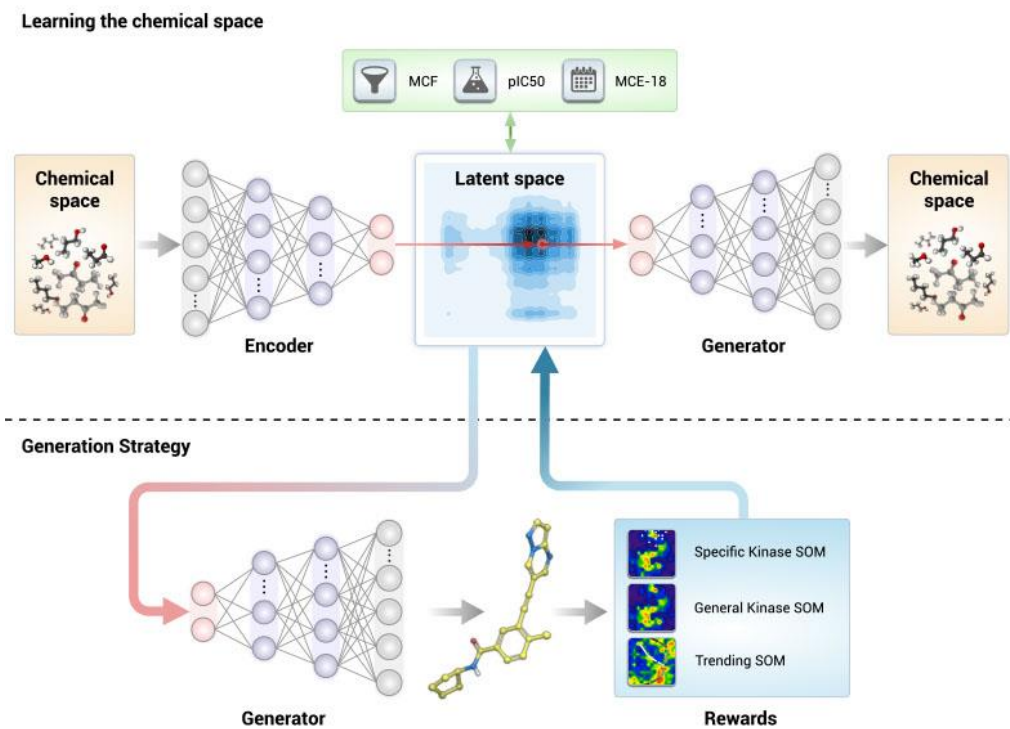 Learning the chemical space
MCF
pIC50
MCE-18
Chemical
space
Latent space
Chemical
space
Encoder
Generator
Generation Strategy
Specific Kinase SOM
General Kinase SOM
Trending SOM
Generator
Rewards